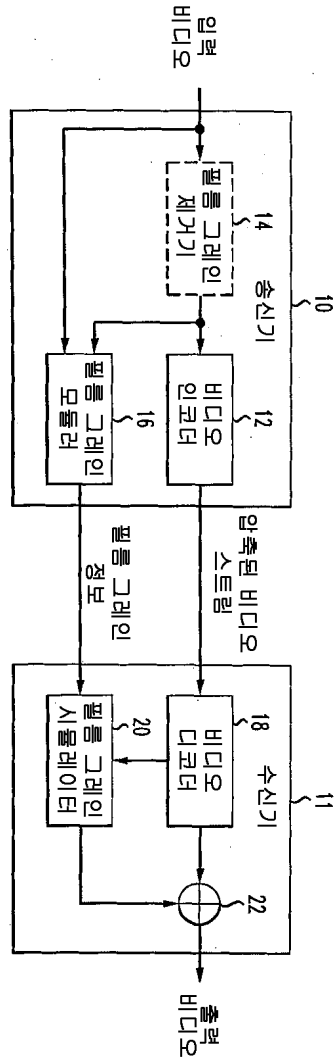 입력
비디오
10
송신기
14
필름 그레인
제거기
비디오
인코더
12
필름 그레인
모듈러
16
압축된 비디오
스트림
필름 그레인
정보
11
수신기
18
비디오
디코더
20
필름 그레인
시뮬레이터
22
출력
비디오